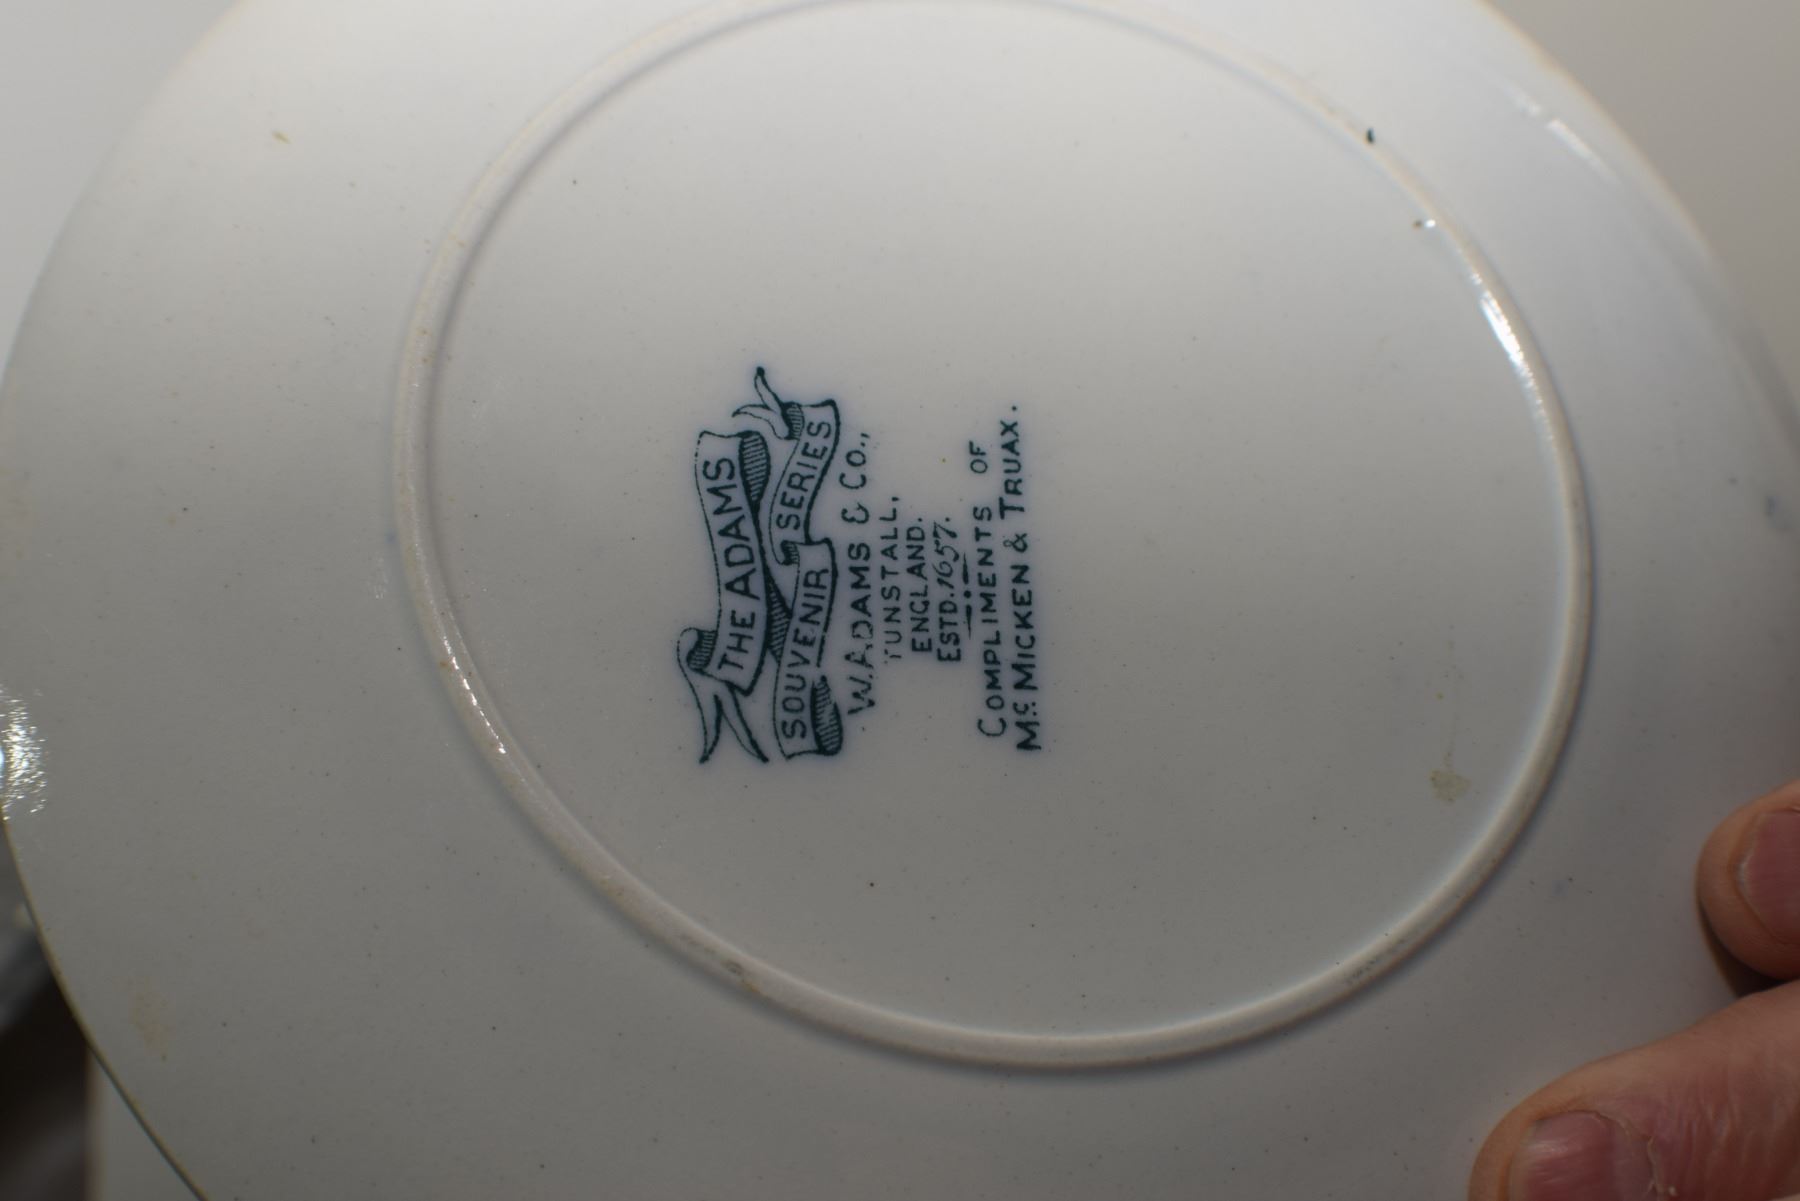 THE ADAMS
SOUVENIR SERIES
W. ADAMS & CO.,
TUNSTALL,
ENGLAND.
ESTD. 1657.
COMPLIMENTS OF
Mc MICKEN & TRUAX.